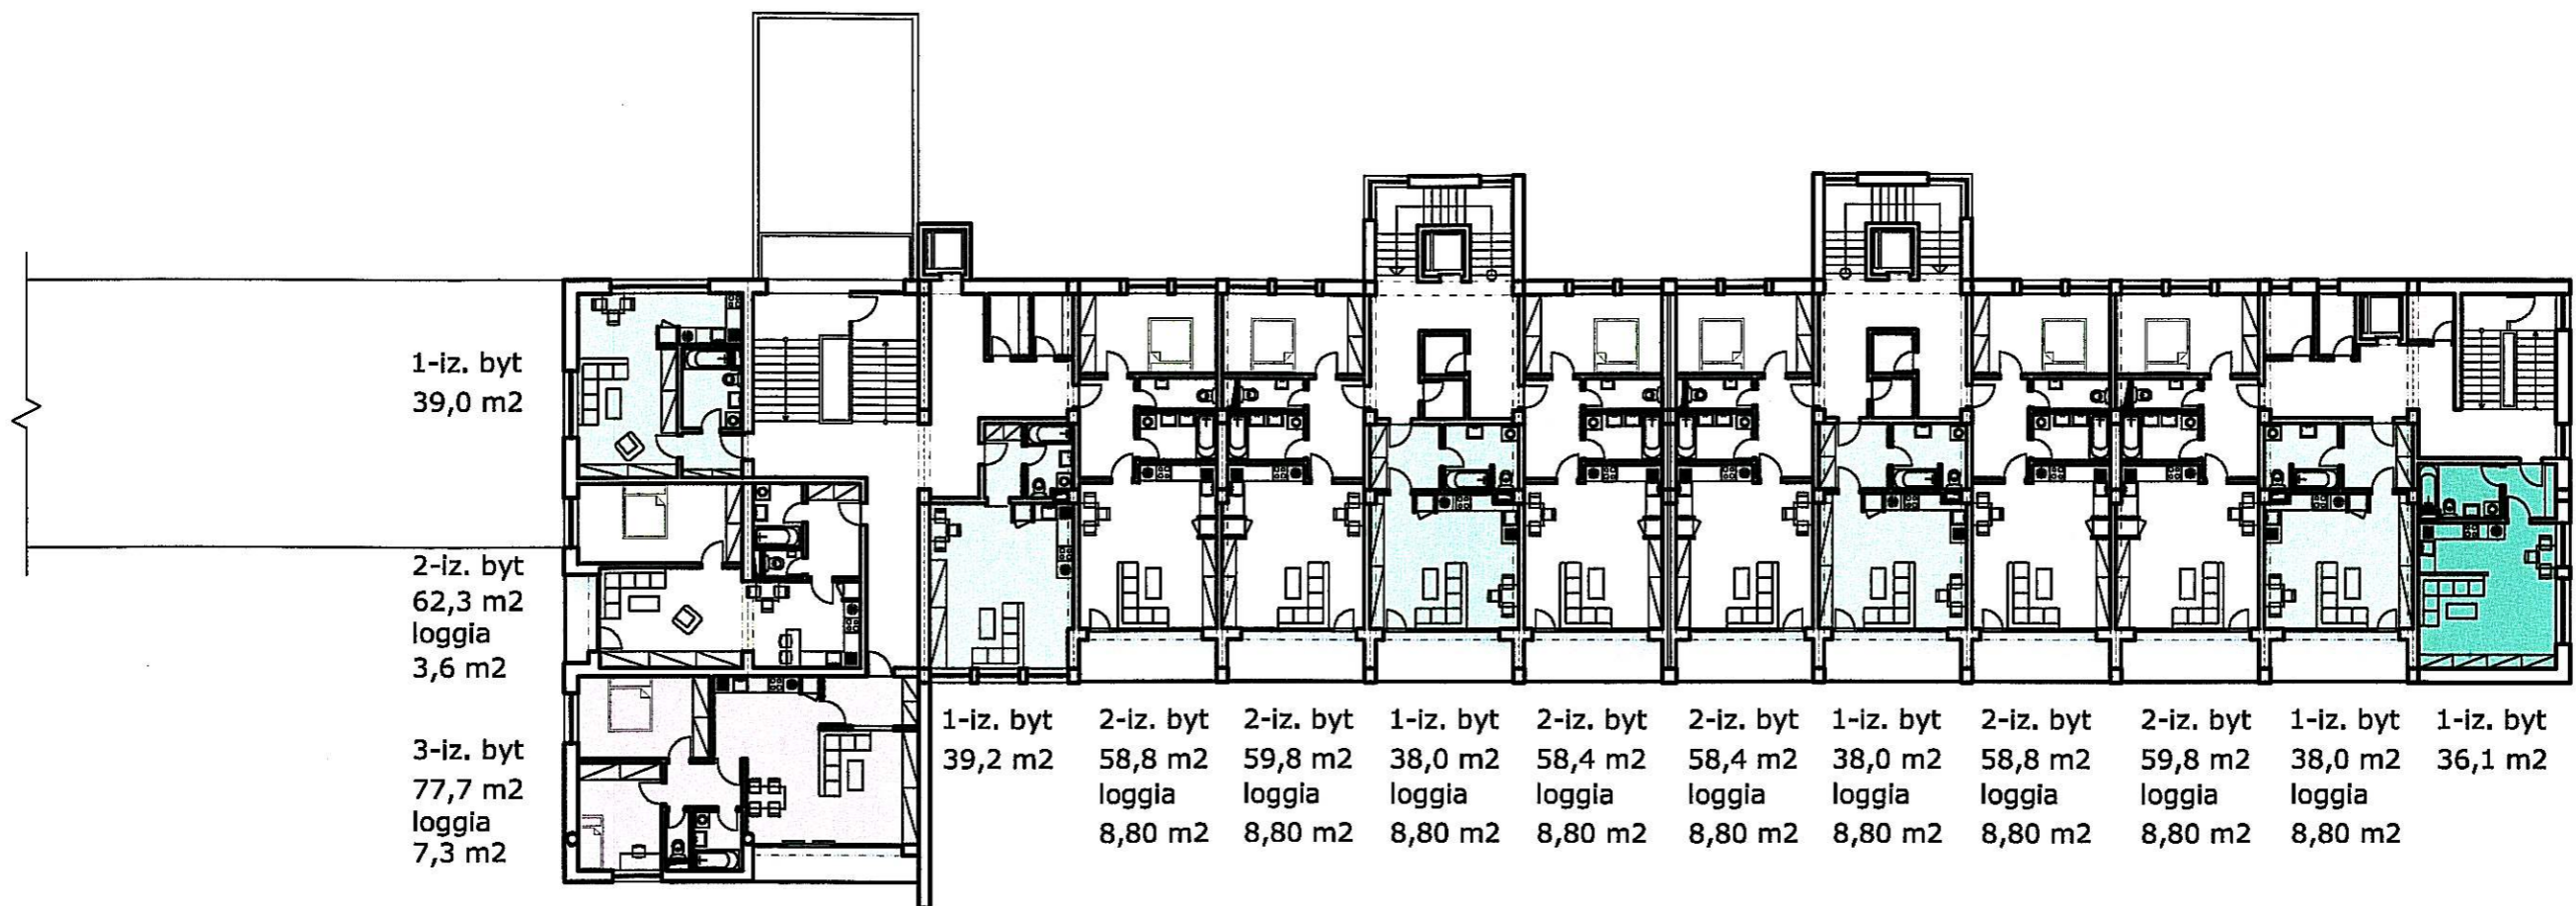 1-iz. byt
39,0 m2
2-iz. byt
62,3 m2
loggia
3,6 m2
3-iz. byt
77,7 m2
loggia
7,3 m2
1-iz. byt
39,2 m2
2-iz. byt
58,8 m2
loggia
8,80 m2
2-iz. byt
59,8 m2
loggia
8,80 m2
1-iz. byt
38,0 m2
loggia
8,80 m2
2-iz. byt
58,4 m2
loggia
8,80 m2
2-iz. byt
58,4 m2
loggia
8,80 m2
1-iz. byt
38,0 m2
loggia
8,80 m2
2-iz. byt
58,8 m2
loggia
8,80 m2
2-iz. byt
59,8 m2
loggia
8,80 m2
1-iz. byt
38,0 m2
loggia
8,80 m2
1-iz. byt
36,1 m2